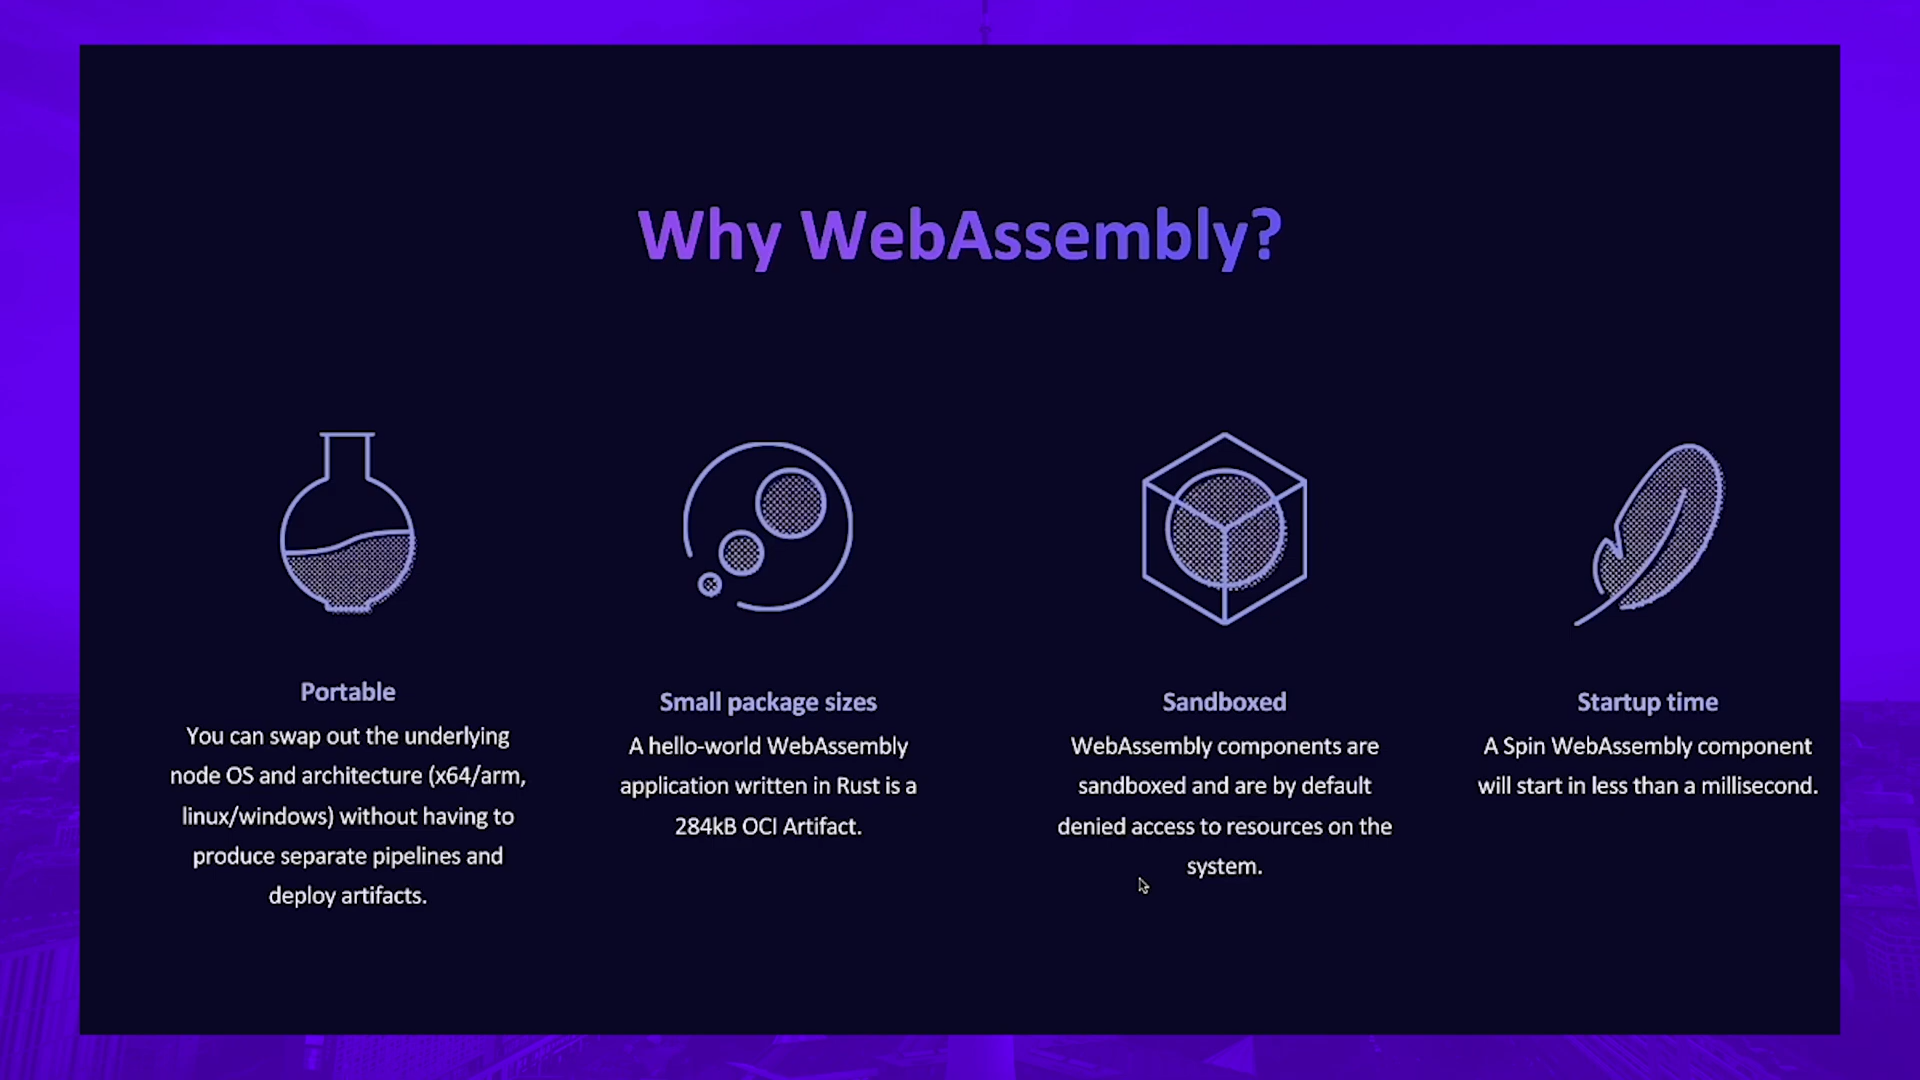 Why WebAssembly?
Portable
You can swap out the underlying
node OS and architecture (x64/arm,
linux/windows) without having to
produce separate pipelines and
deploy artifacts.
Small package sizes
A hello-world WebAssembly
application written in Rust is a
284kB OCI Artifact.
Sandboxed
WebAssembly components are
sandboxed and are by default
denied access to resources on the
system.
Startup time
A Spin WebAssembly component
will start in less than a millisecond.